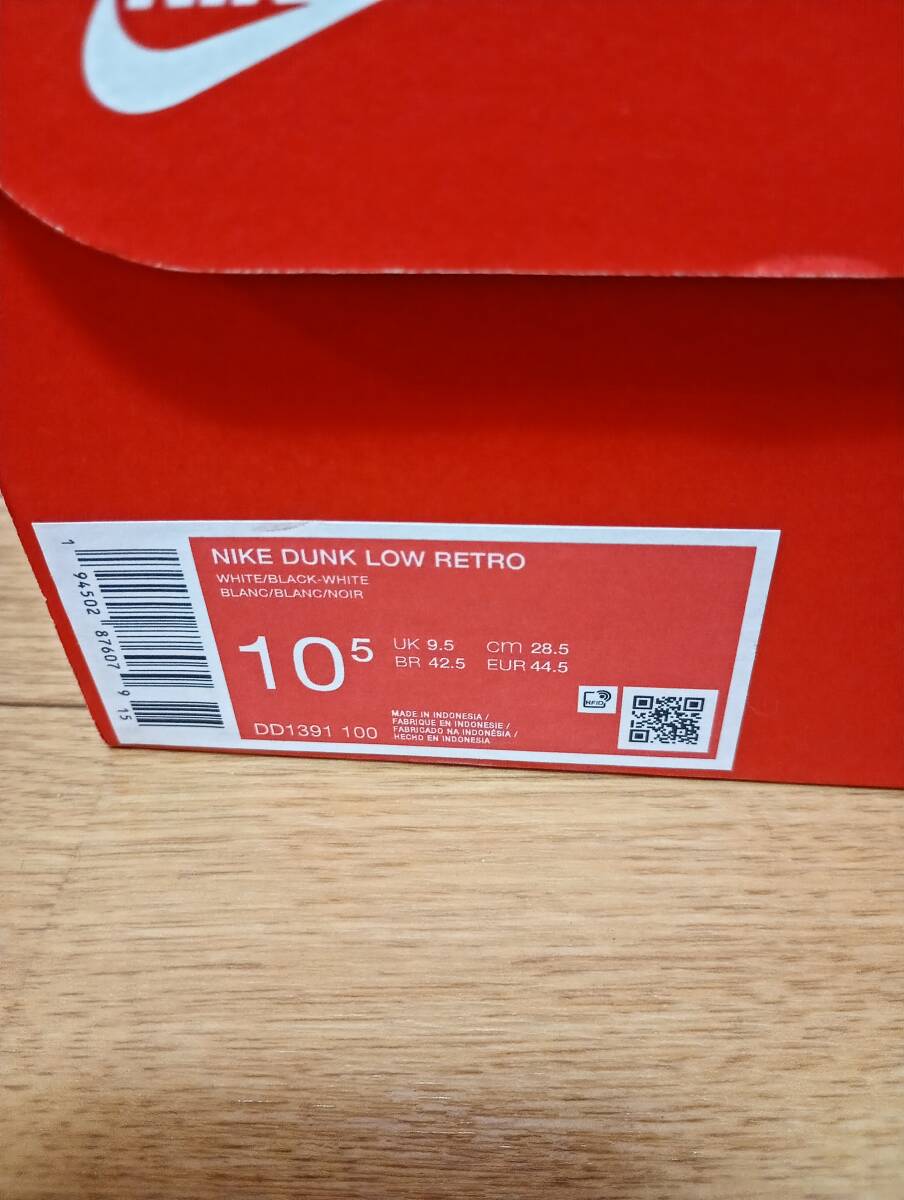 NIKE DUNK LOW RETRO
WHITE/BLACK-WHITE
BLANC/BLANC/NOIR
10⁵
UK 9.5 cm 28.5
BR 42.5 EUR 44.5
DD1391 100
MADE IN INDONESIA /
FABRIQUE EN INDONESIE /
FABRICADO NA INDONÉSIA /
HECHO EN INDONESIA
RFID
1 94502 87607 9 15